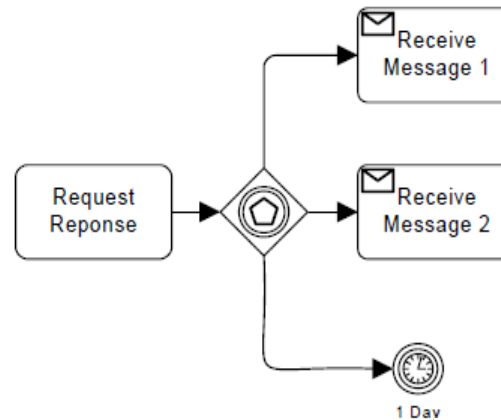 Receive
Message 1
Request
Reponse
Receive
Message 2
1 Day